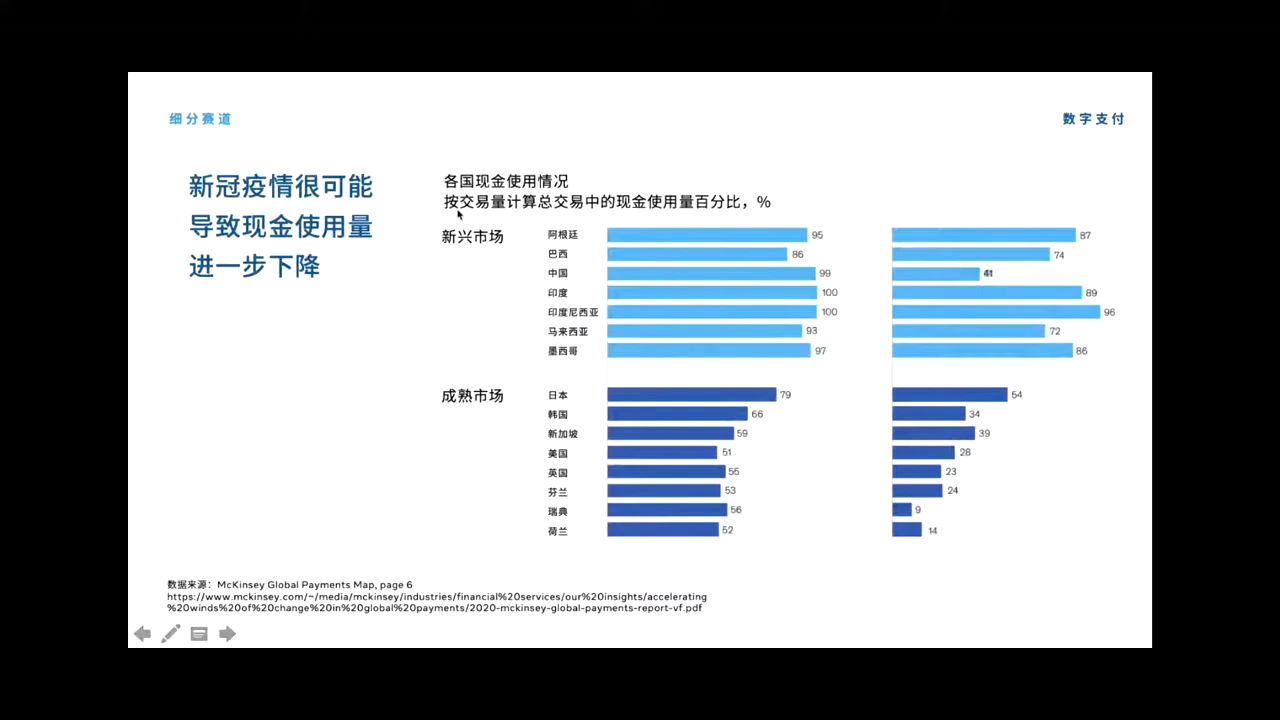 细分赛道
数字支付
新冠疫情很可能
导致现金使用量
进一步下降
各国现金使用情况
按交易量计算总交易中的现金使用量百分比，%
新兴市场
阿根廷 95 87
巴西 86 74
中国 99 41
印度 100 89
印度尼西亚 100 96
马来西亚 93 72
墨西哥 97 86
成熟市场
日本 79 54
韩国 66 34
新加坡 59 39
美国 51 28
英国 55 23
芬兰 53 24
瑞典 56 9
荷兰 52 14
数据来源：McKinsey Global Payments Map, page 6
https://www.mckinsey.com/~/media/mckinsey/industries/financial%20services/our%20insights/accelerating
%20winds%20of%20change%20in%20global%20payments/2020-mckinsey-global-payments-report-vf.pdf